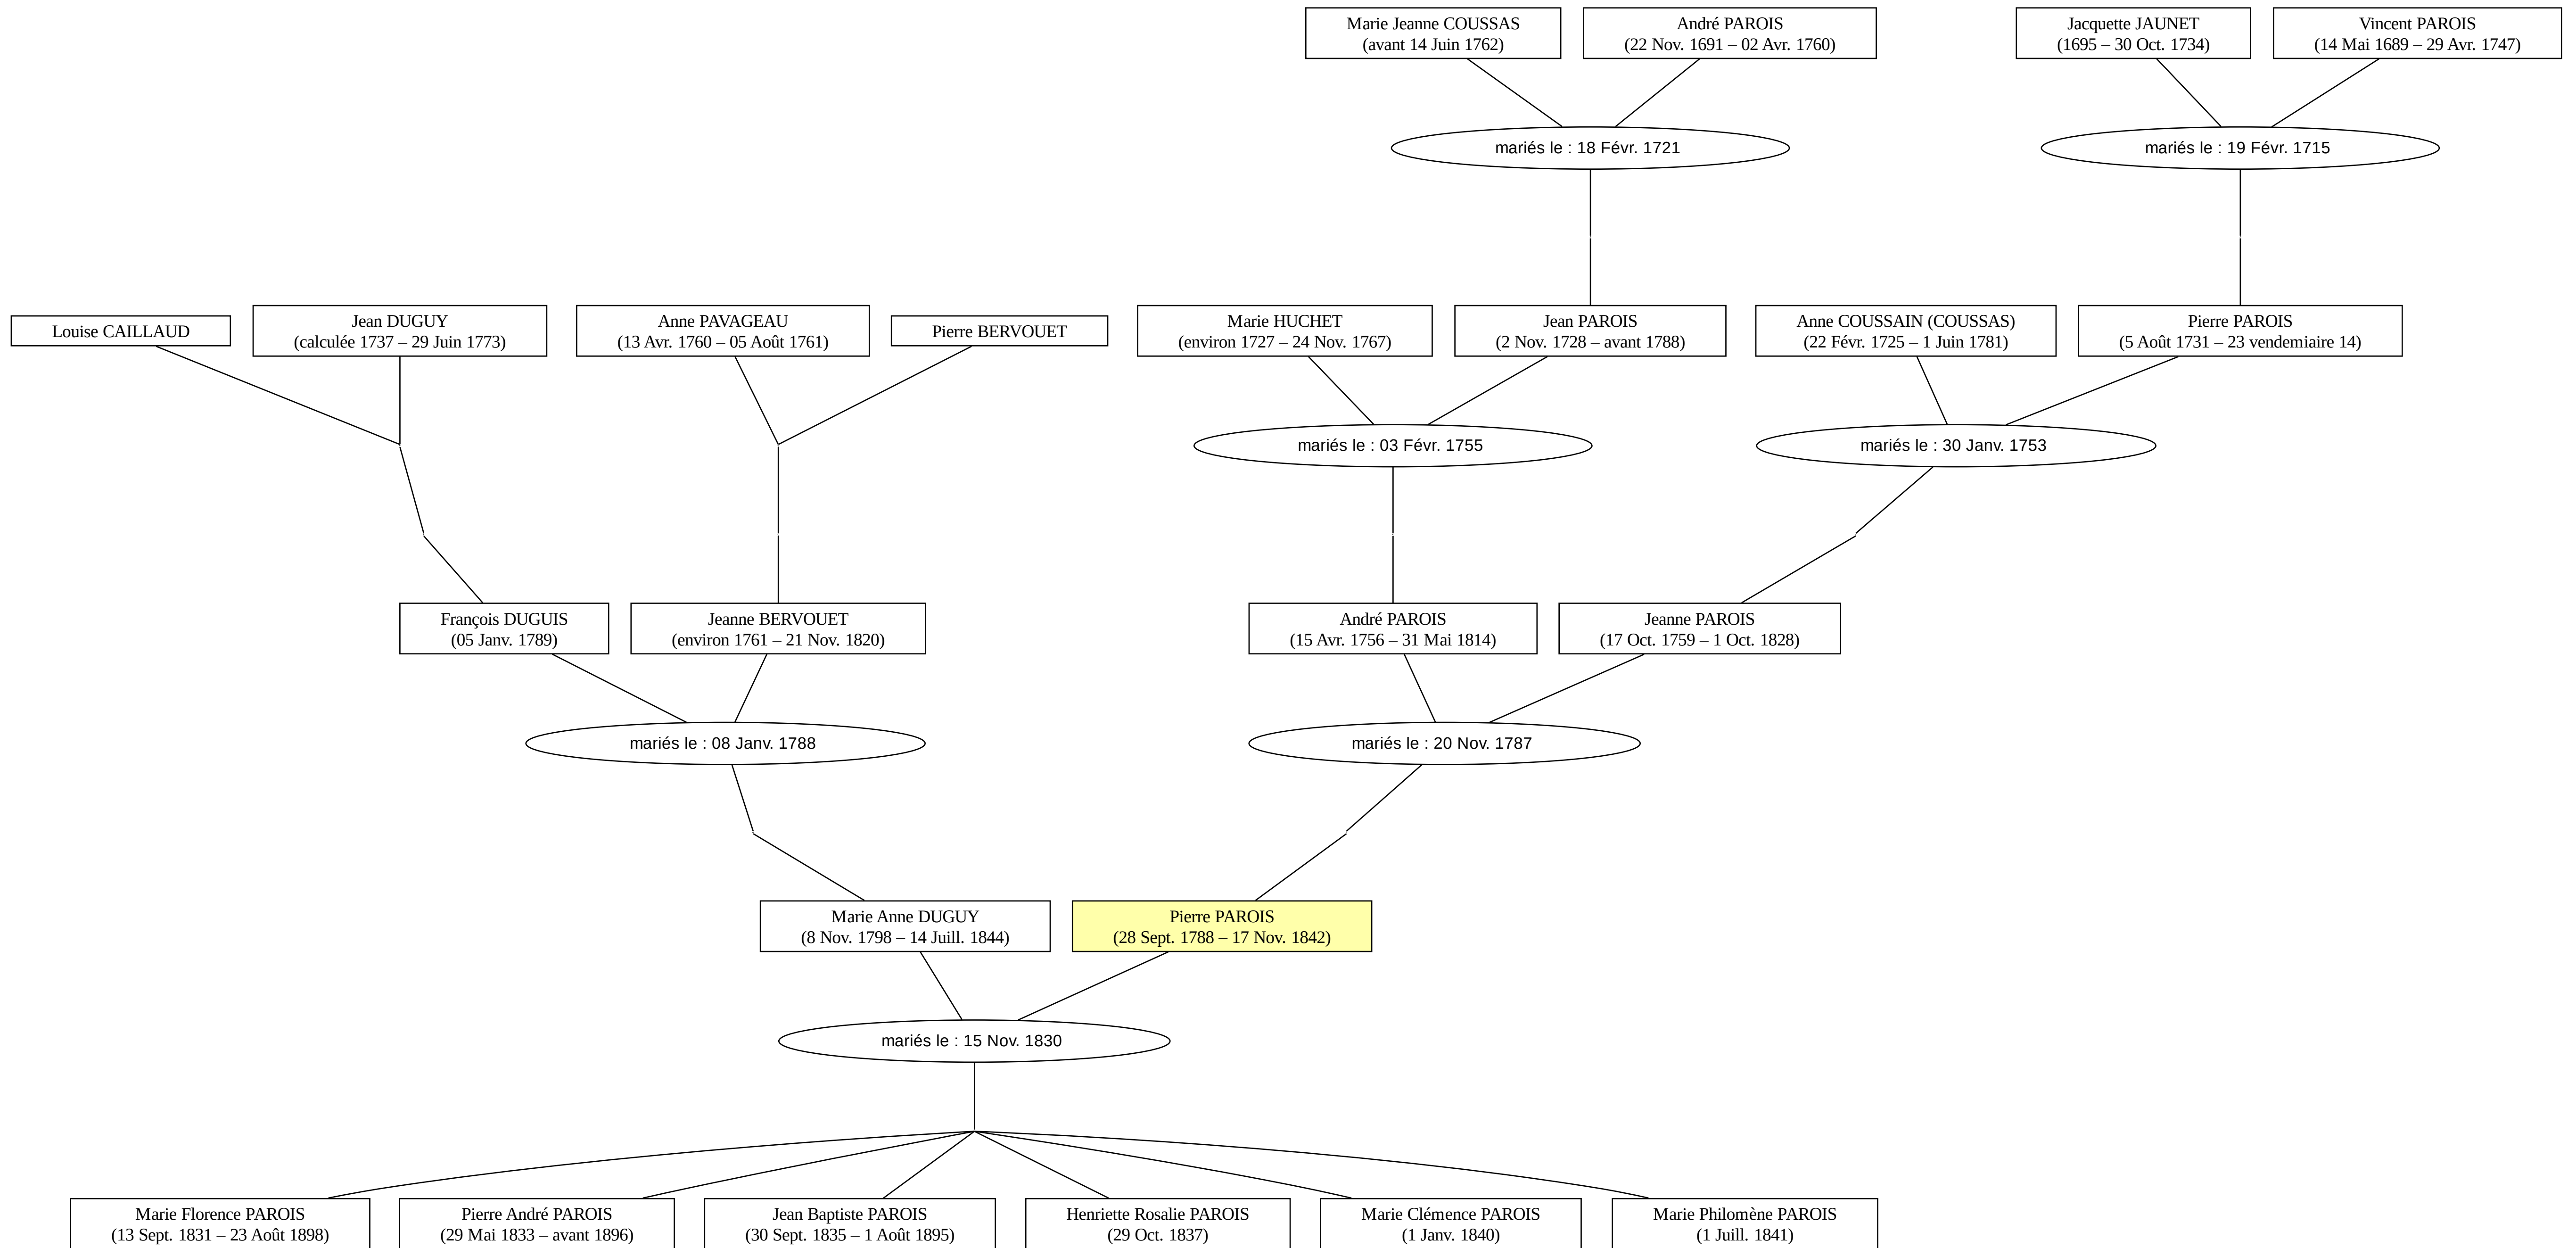 Marie Jeanne COUSSAS
(avant 14 Juin 1762)
André PAROIS
(22 Nov. 1691 – 02 Avr. 1760)
Jacquette JAUNET
(1695 – 30 Oct. 1734)
Vincent PAROIS
(14 Mai 1689 – 29 Avr. 1747)
mariés le : 18 Févr. 1721
mariés le : 19 Févr. 1715
Louise CAILLAUD
Jean DUGUY
(calculée 1737 – 29 Juin 1773)
Anne PAVAGEAU
(13 Avr. 1760 – 05 Août 1761)
Pierre BERVOUET
Marie HUCHET
(environ 1727 – 24 Nov. 1767)
Jean PAROIS
(2 Nov. 1728 – avant 1788)
Anne COUSSAIN (COUSSAS)
(22 Févr. 1725 – 1 Juin 1781)
Pierre PAROIS
(5 Août 1731 – 23 vendemiaire 14)
mariés le : 03 Févr. 1755
mariés le : 30 Janv. 1753
François DUGUIS
(05 Janv. 1789)
Jeanne BERVOUET
(environ 1761 – 21 Nov. 1820)
André PAROIS
(15 Avr. 1756 – 31 Mai 1814)
Jeanne PAROIS
(17 Oct. 1759 – 1 Oct. 1828)
mariés le : 08 Janv. 1788
mariés le : 20 Nov. 1787
Marie Anne DUGUY
(8 Nov. 1798 – 14 Juill. 1844)
Pierre PAROIS
(28 Sept. 1788 – 17 Nov. 1842)
mariés le : 15 Nov. 1830
Marie Florence PAROIS
(13 Sept. 1831 – 23 Août 1898)
Pierre André PAROIS
(29 Mai 1833 – avant 1896)
Jean Baptiste PAROIS
(30 Sept. 1835 – 1 Août 1895)
Henriette Rosalie PAROIS
(29 Oct. 1837)
Marie Clémence PAROIS
(1 Janv. 1840)
Marie Philomène PAROIS
(1 Juill. 1841)